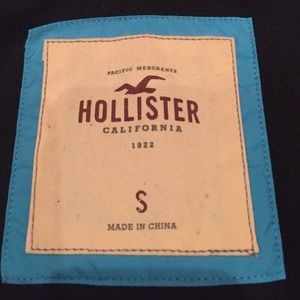 PACIFIC MERCHANTS
HOLLISTER
CALIFORNIA
1922
S
MADE IN CHINA